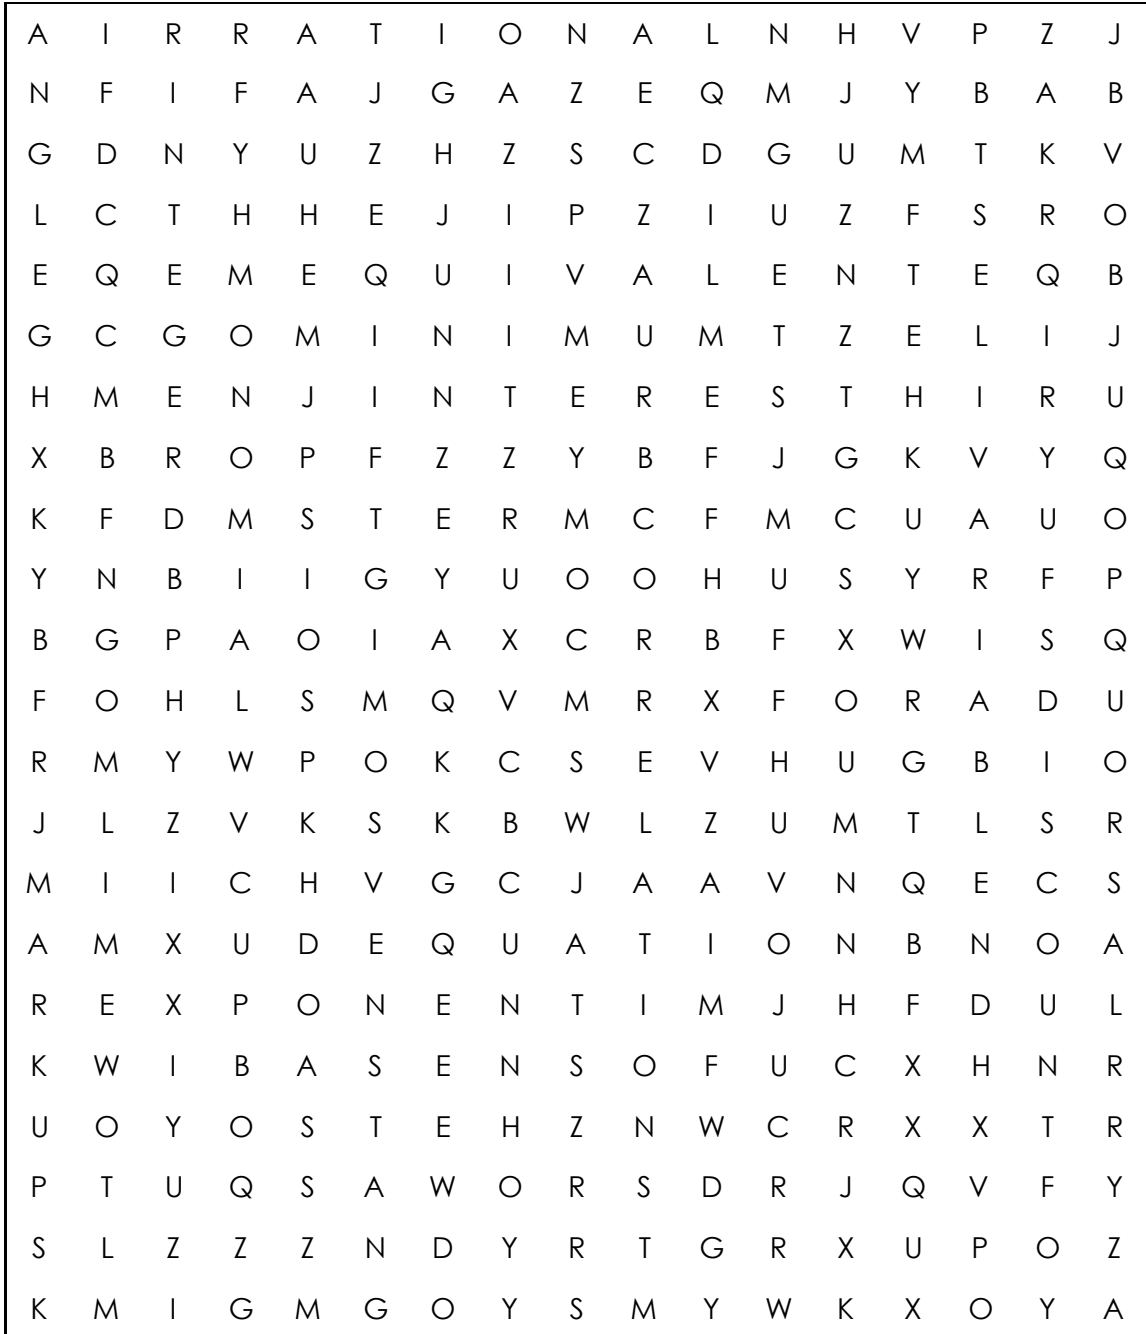 A I R R A T I O N A L N H V P Z J
N F I F A J G A Z E Q M J Y B A B
G D N Y U Z H Z S C D G U M T K V
L C T H H E J I P Z I U Z F S R O
E Q E M E Q U I V A L E N T E Q B
G C G O M I N I M U M T Z E L I J
H M E N J I N T E R E S T H I R U
X B R O P F Z Z Y B F J G K V Y Q
K F D M S T E R M C F M C U A U O
Y N B I I G Y U O O H U S Y R F P
B G P A O I A X C R B F X W I S Q
F O H L S M Q V M R X F O R A D U
R M Y W P O K C S E V H U G B I O
J L Z V K S K B W L Z U M T L S R
M I I C H V G C J A A V N Q E C S
A M X U D E Q U A T I O N B N O A
R E X P O N E N T I M J H F D U L
K W I B A S E N S O F U C X H N R
U O Y O S T E H Z N W C R X X T R
P T U Q S A W O R S D R J Q V F Y
S L Z Z Z N D Y R T G R X U P O Z
K M I G M G O Y S M Y W K X O Y A